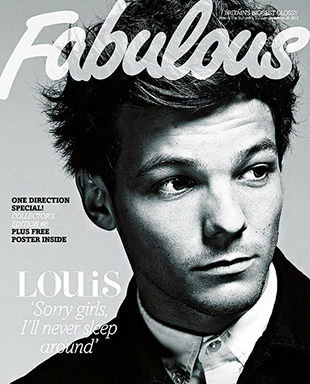 Fabulous
BRITAIN'S BIGGEST GLOSSY
ONE DIRECTION
SPECIAL!
COLLECTOR'S
PLUS FREE
POSTER INSIDE
LOUiS
'Sorry girls,
I'll never sleep
around'